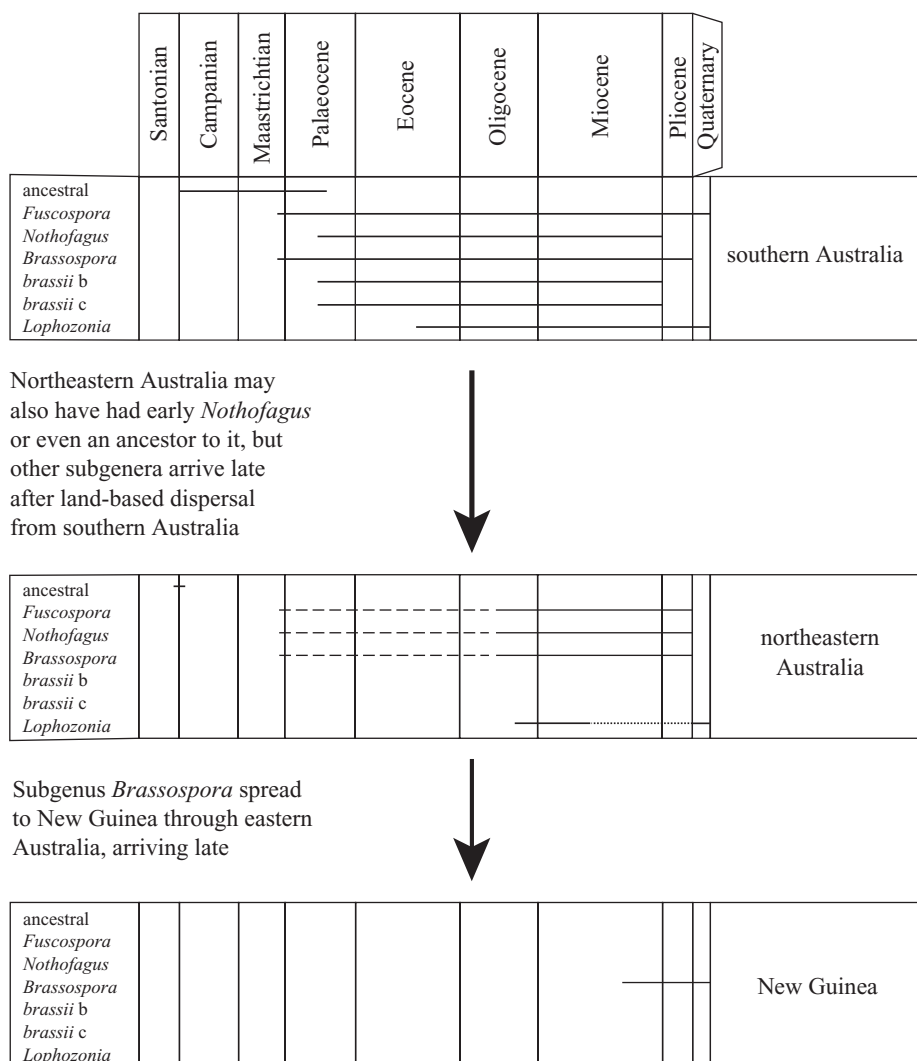 Santonian
Campanian
Maastrichtian
Palaeocene
Eocene
Oligocene
Miocene
Pliocene
Quaternary
ancestral
Fuscospora
Nothofagus
Brassospora
brassii b
brassii c
Lophozonia
southern Australia
Northeastern Australia may
also have had early Nothofagus
or even an ancestor to it, but
other subgenera arrive late
after land-based dispersal
from southern Australia
ancestral
Fuscospora
Nothofagus
Brassospora
brassii b
brassii c
Lophozonia
northeastern
Australia
Subgenus Brassospora spread
to New Guinea through eastern
Australia, arriving late
ancestral
Fuscospora
Nothofagus
Brassospora
brassii b
brassii c
Lophozonia
New Guinea